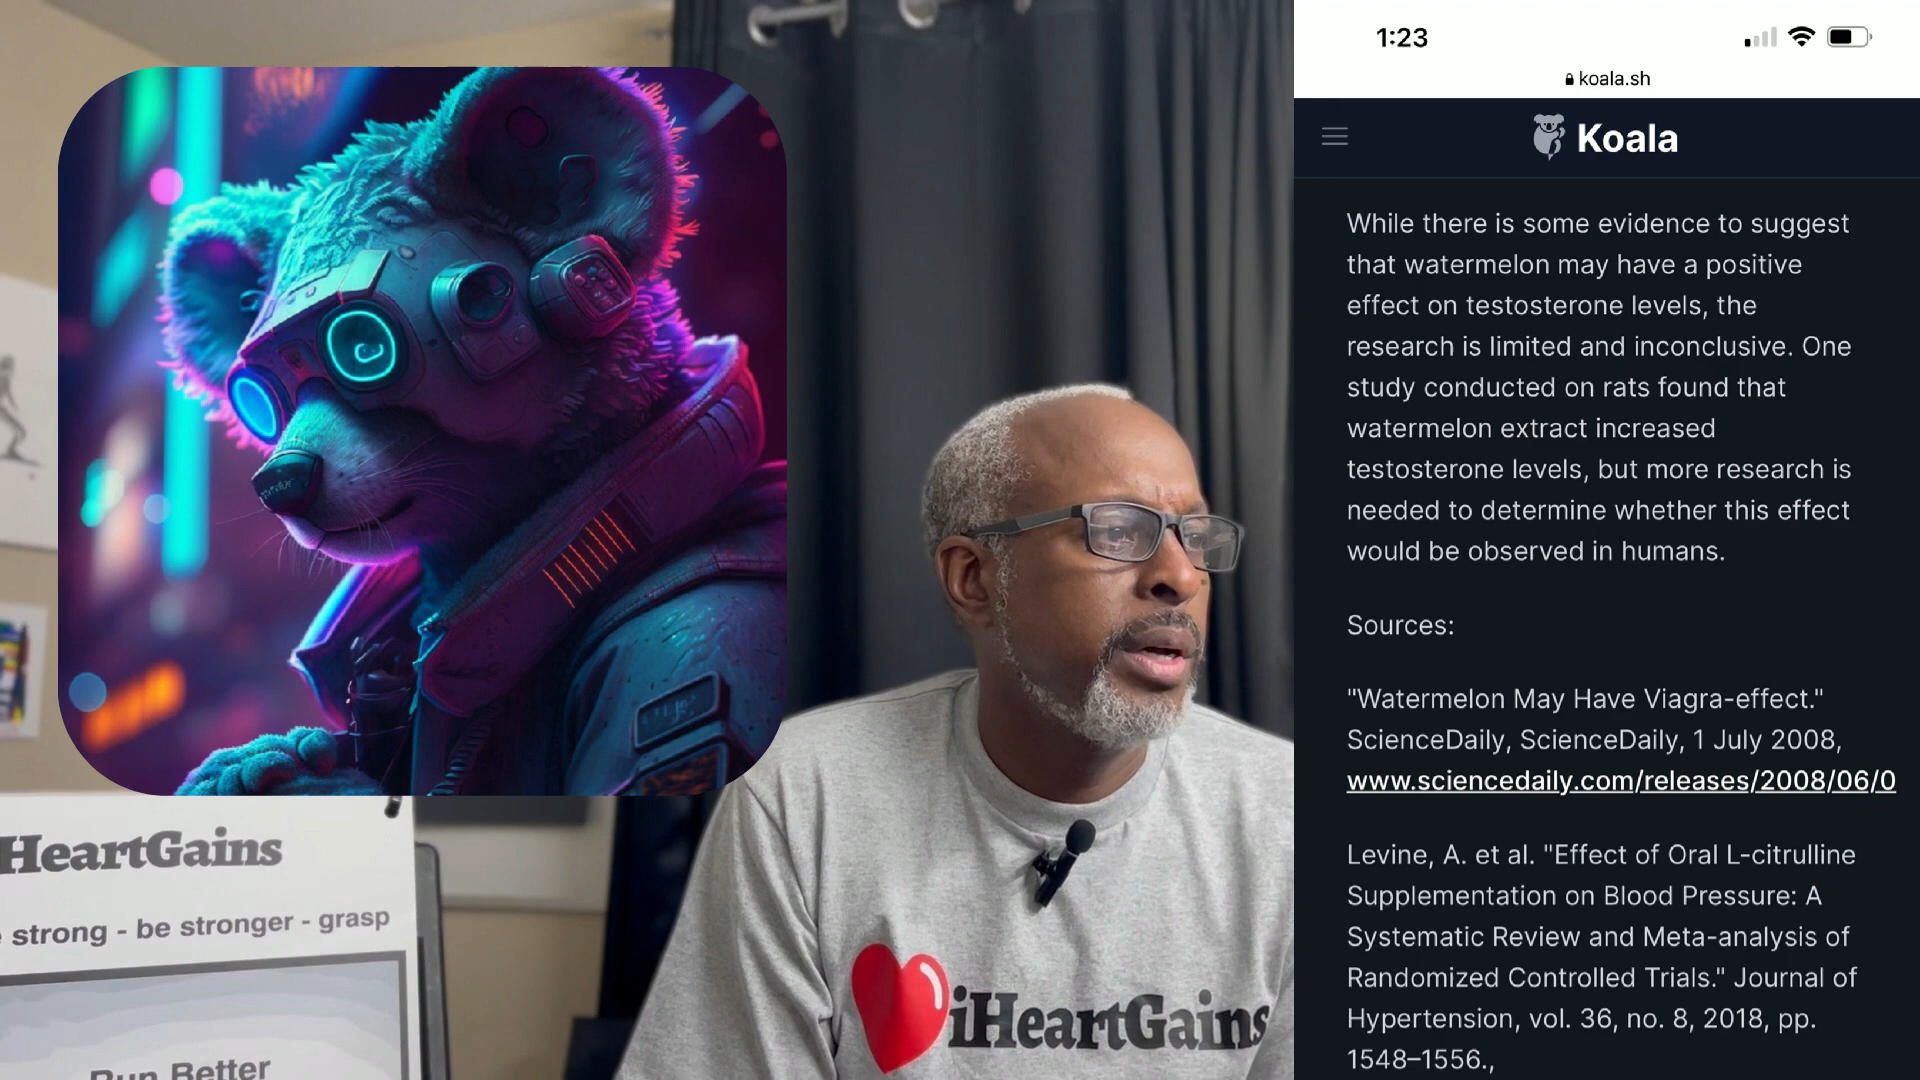 1:23
koala.sh
Koala
While there is some evidence to suggest
that watermelon may have a positive
effect on testosterone levels, the
research is limited and inconclusive. One
study conducted on rats found that
watermelon extract increased
testosterone levels, but more research is
needed to determine whether this effect
would be observed in humans.
Sources:
"Watermelon May Have Viagra-effect."
ScienceDaily, ScienceDaily, 1 July 2008,
www.sciencedaily.com/releases/2008/06/0
Levine, A. et al. "Effect of Oral L-citrulline
Supplementation on Blood Pressure: A
Systematic Review and Meta-analysis of
Randomized Controlled Trials." Journal of
Hypertension, vol. 36, no. 8, 2018, pp.
1548–1556.,
HeartGains
strong - be stronger - grasp
Run Better
iHeartGains